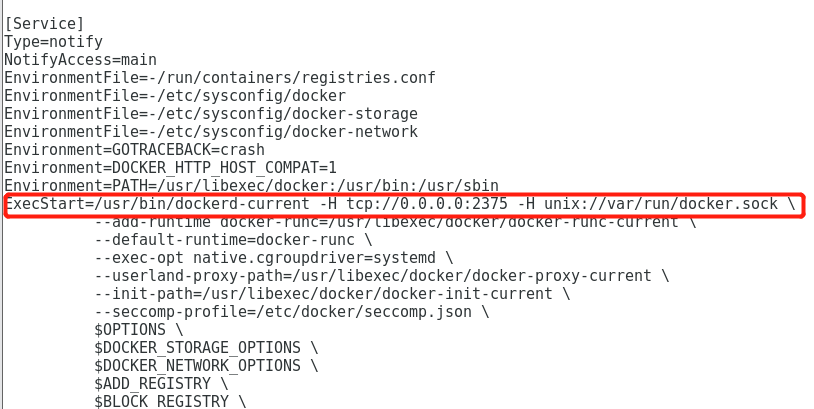 [Service]
Type=notify
NotifyAccess=main
EnvironmentFile=-/run/containers/registries.conf
EnvironmentFile=-/etc/sysconfig/docker
EnvironmentFile=-/etc/sysconfig/docker-storage
EnvironmentFile=-/etc/sysconfig/docker-network
Environment=GOTRACEBACK=crash
Environment=DOCKER_HTTP_HOST_COMPAT=1
Environment=PATH=/usr/libexec/docker:/usr/bin:/usr/sbin
ExecStart=/usr/bin/dockerd-current -H tcp://0.0.0.0:2375 -H unix://var/run/docker.sock \
--add-runtime docker-runc=/usr/libexec/docker/docker-runc-current \
--default-runtime=docker-runc \
--exec-opt native.cgroupdriver=systemd \
--userland-proxy-path=/usr/libexec/docker/docker-proxy-current \
--init-path=/usr/libexec/docker/docker-init-current \
--seccomp-profile=/etc/docker/seccomp.json \
$OPTIONS \
$DOCKER_STORAGE_OPTIONS \
$DOCKER_NETWORK_OPTIONS \
$ADD_REGISTRY \
$BLOCK_REGISTRY \